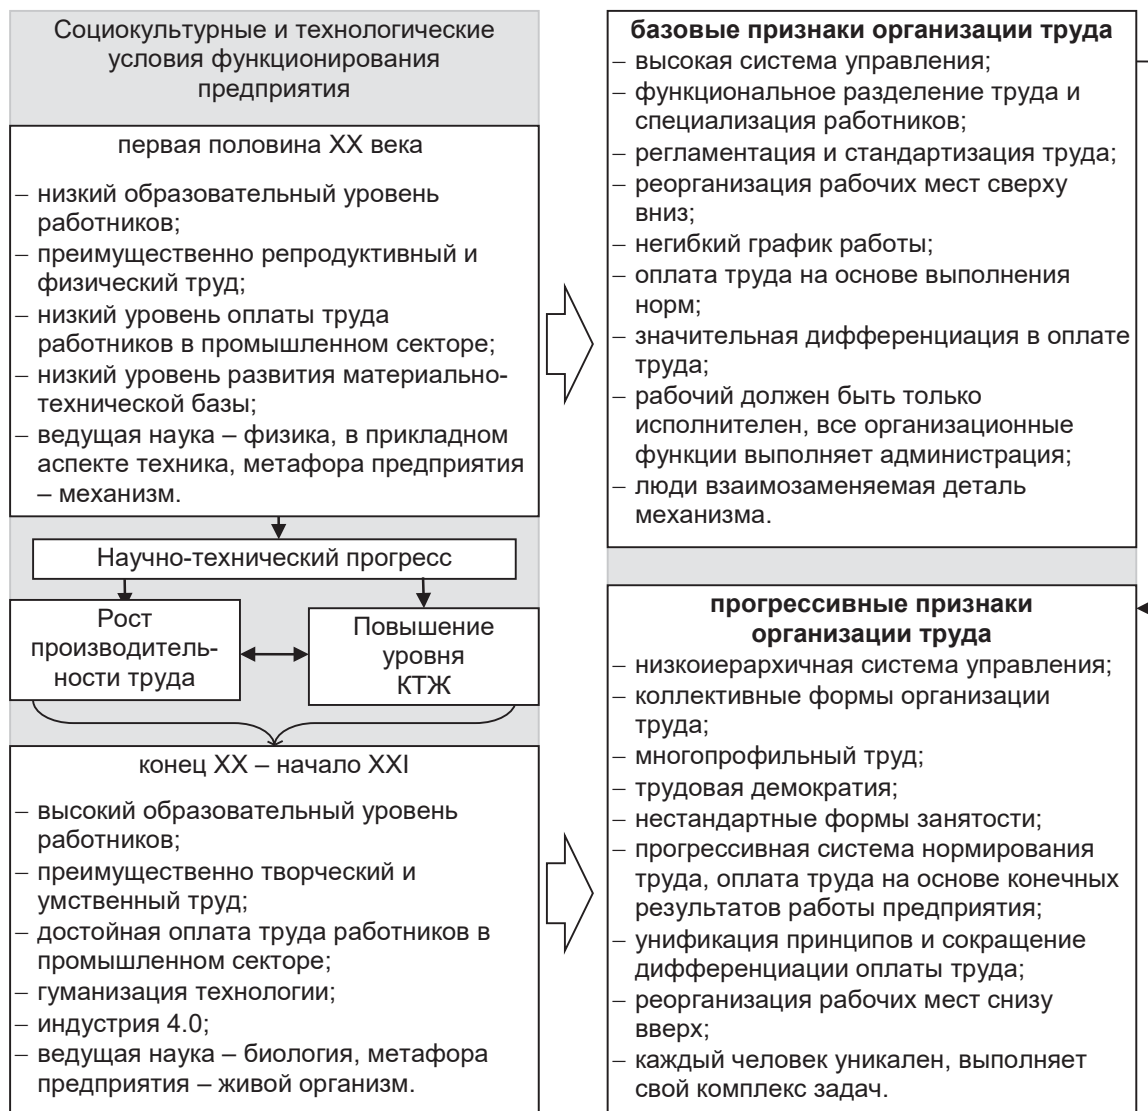 Социокультурные и технологические
условия функционирования
предприятия
первая половина XX века
– низкий образовательный уровень
работников;
– преимущественно репродуктивный и
физический труд;
– низкий уровень оплаты труда
работников в промышленном секторе;
– низкий уровень развития материально-
технической базы;
– ведущая наука – физика, в прикладном
аспекте техника, метафора предприятия
– механизм.
Научно-технический прогресс
Рост
производитель-
ности труда
Повышение
уровня
КТЖ
конец XX – начало XXI
– высокий образовательный уровень
работников;
– преимущественно творческий и
умственный труд;
– достойная оплата труда работников в
промышленном секторе;
– гуманизация технологии;
– индустрия 4.0;
– ведущая наука – биология, метафора
предприятия – живой организм.
базовые признаки организации труда
– высокая система управления;
– функциональное разделение труда и
специализация работников;
– регламентация и стандартизация труда;
– реорганизация рабочих мест сверху
вниз;
– негибкий график работы;
– оплата труда на основе выполнения
норм;
– значительная дифференциация в оплате
труда;
– рабочий должен быть только
исполнителен, все организационные
функции выполняет администрация;
– люди взаимозаменяемая деталь
механизма.
прогрессивные признаки
организации труда
– низкоиерархичная система управления;
– коллективные формы организации
труда;
– многопрофильный труд;
– трудовая демократия;
– нестандартные формы занятости;
– прогрессивная система нормирования
труда, оплата труда на основе конечных
результатов работы предприятия;
– унификация принципов и сокращение
дифференциации оплаты труда;
– реорганизация рабочих мест снизу
вверх;
– каждый человек уникален, выполняет
свой комплекс задач.